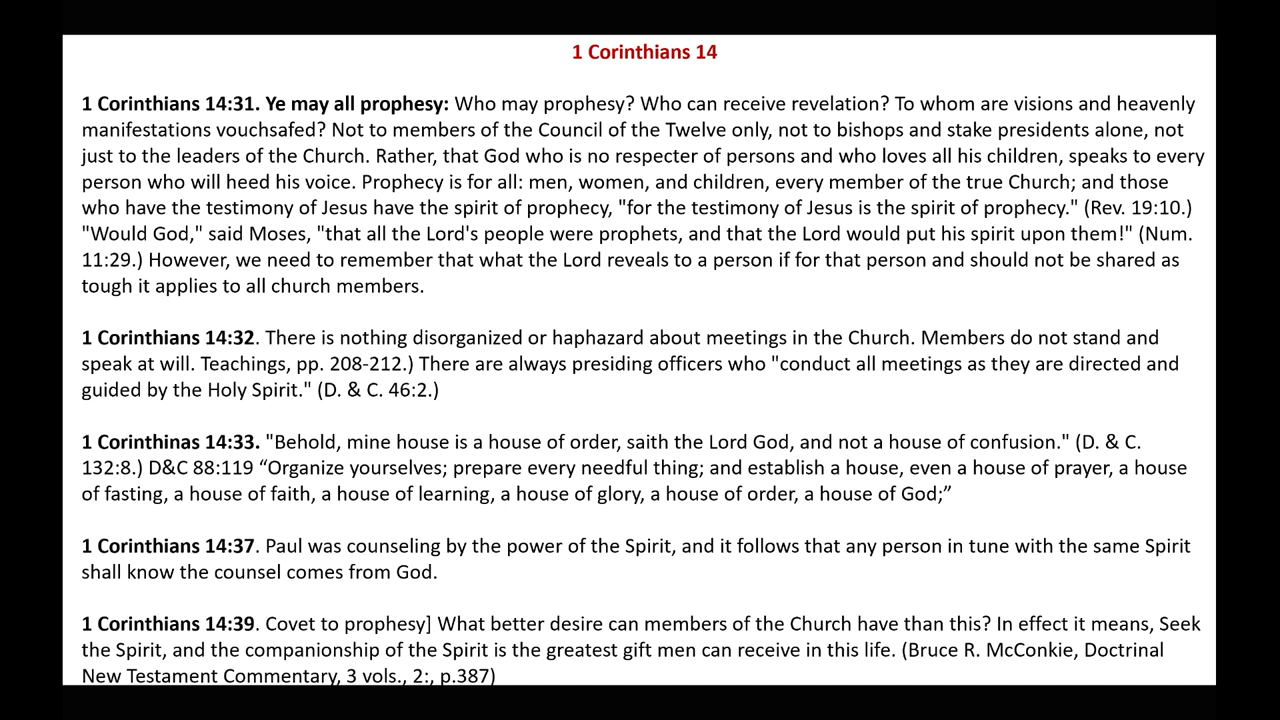 1 Corinthians 14
1 Corinthians 14:31. Ye may all prophesy: Who may prophesy? Who can receive revelation? To whom are visions and heavenly
manifestations vouchsafed? Not to members of the Council of the Twelve only, not to bishops and stake presidents alone, not
just to the leaders of the Church. Rather, that God who is no respecter of persons and who loves all his children, speaks to every
person who will heed his voice. Prophecy is for all: men, women, and children, every member of the true Church; and those
who have the testimony of Jesus have the spirit of prophecy, "for the testimony of Jesus is the spirit of prophecy." (Rev. 19:10.)
"Would God," said Moses, "that all the Lord's people were prophets, and that the Lord would put his spirit upon them!" (Num.
11:29.) However, we need to remember that what the Lord reveals to a person if for that person and should not be shared as
tough it applies to all church members.
1 Corinthians 14:32. There is nothing disorganized or haphazard about meetings in the Church. Members do not stand and
speak at will. Teachings, pp. 208-212.) There are always presiding officers who "conduct all meetings as they are directed and
guided by the Holy Spirit." (D. & C. 46:2.)
1 Corinthinas 14:33. "Behold, mine house is a house of order, saith the Lord God, and not a house of confusion." (D. & C.
132:8.) D&C 88:119 “Organize yourselves; prepare every needful thing; and establish a house, even a house of prayer, a house
of fasting, a house of faith, a house of learning, a house of glory, a house of order, a house of God;”
1 Corinthians 14:37. Paul was counseling by the power of the Spirit, and it follows that any person in tune with the same Spirit
shall know the counsel comes from God.
1 Corinthians 14:39. Covet to prophesy] What better desire can members of the Church have than this? In effect it means, Seek
the Spirit, and the companionship of the Spirit is the greatest gift men can receive in this life. (Bruce R. McConkie, Doctrinal
New Testament Commentary, 3 vols., 2:, p.387)